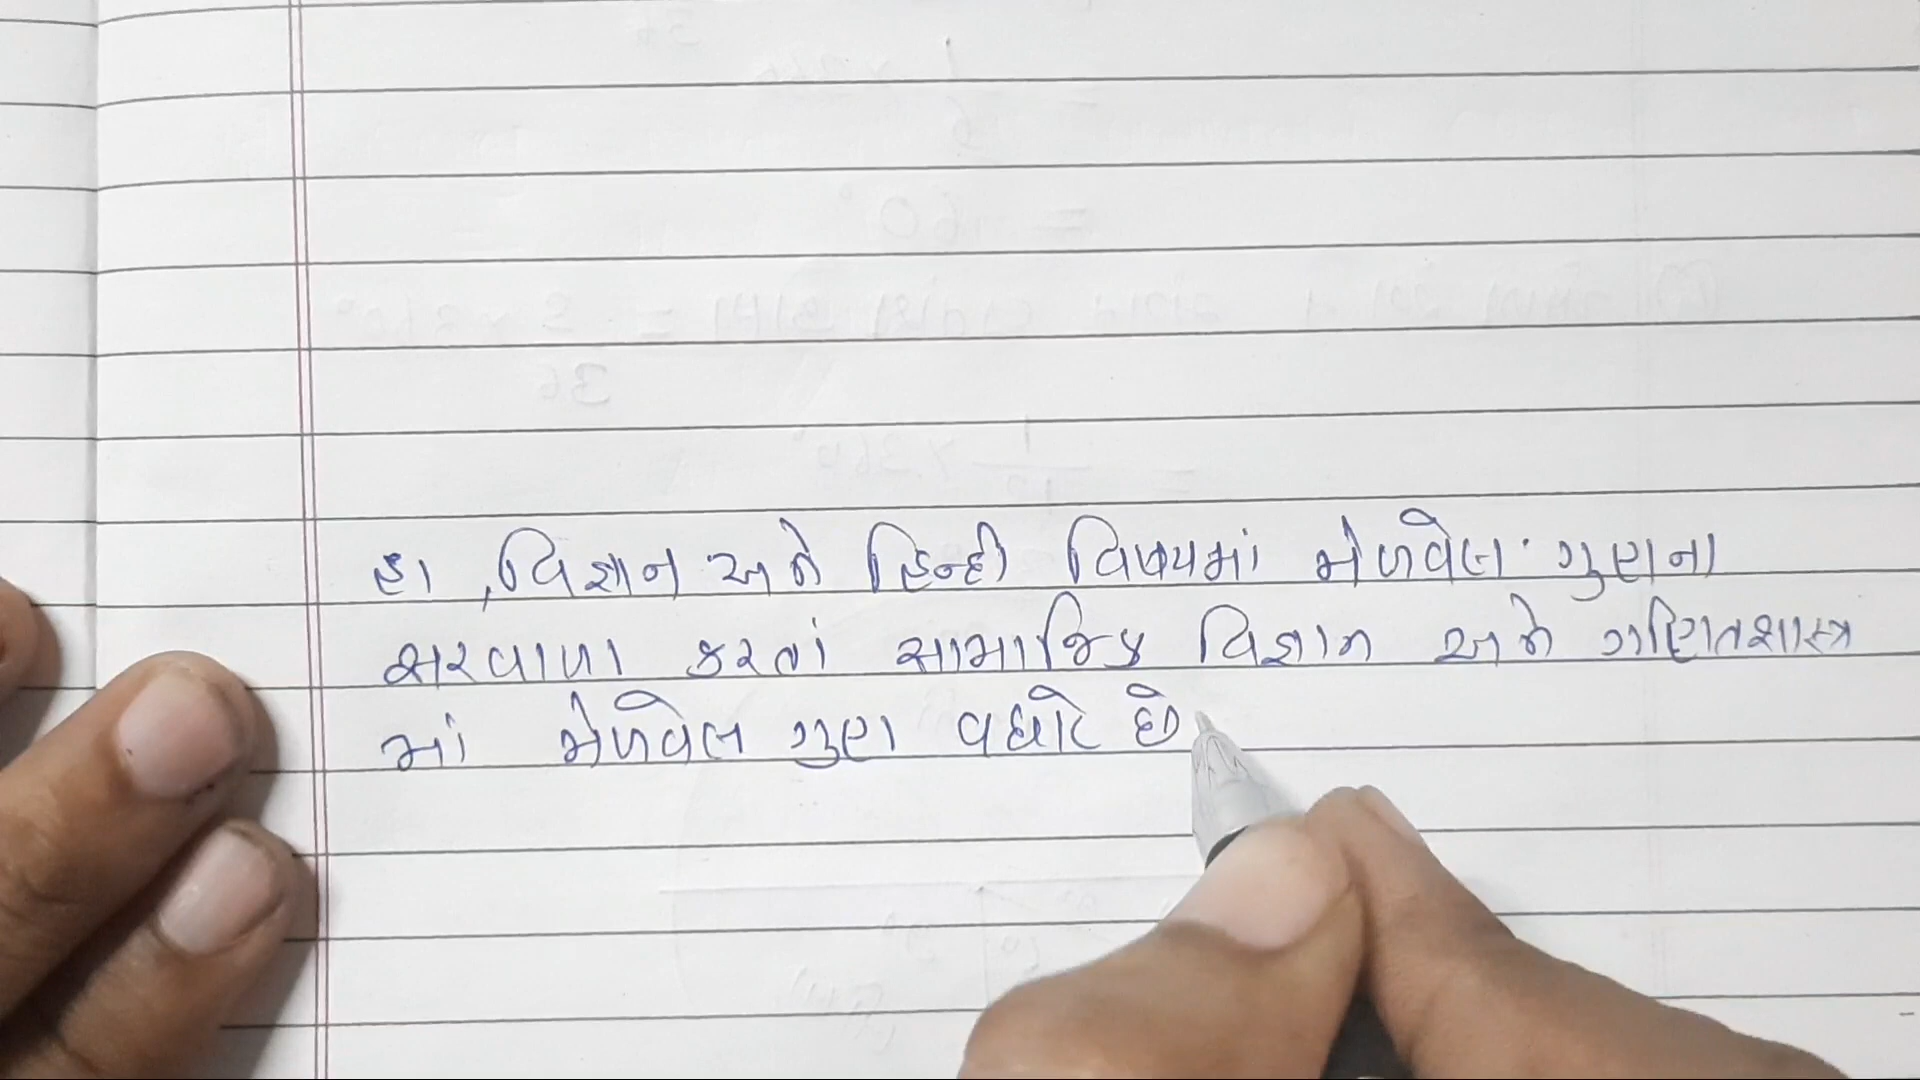 હા, વિજ્ઞાન અને હિન્દી વિષયમાં મેળવેલ ગુણના
સરવાળા કરતાં સામાજિક વિજ્ઞાન અને ગણિતશાસ્ત્ર
માં મેળવેલ ગુણ વધારે છે